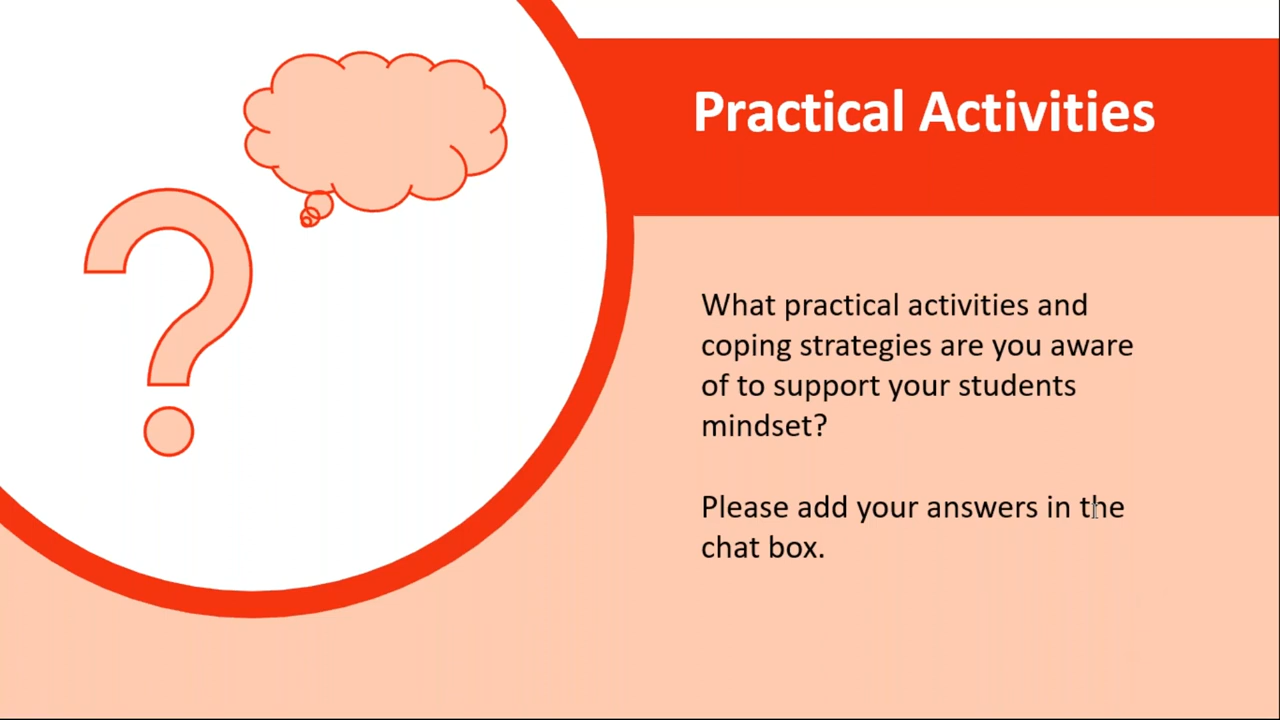 Practical Activities
What practical activities and
coping strategies are you aware
of to support your students
mindset?
Please add your answers in the
chat box.